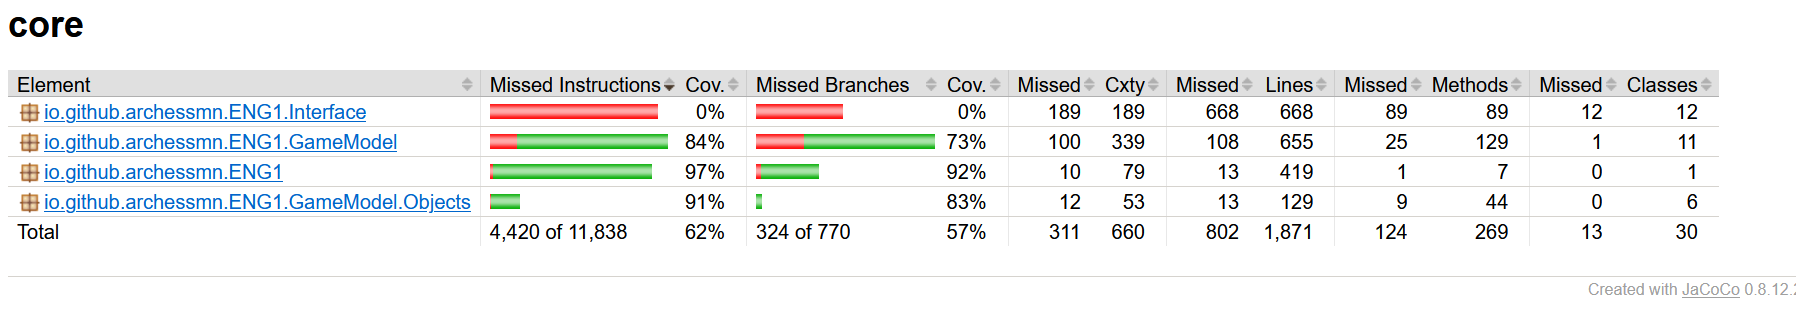 core
Element Missed Instructions Cov. Missed Branches Cov. Missed Cxty Missed Lines Missed Methods Missed Classes
io.github.archessmn.ENG1.Interface 0% 0% 189 189 668 668 89 89 12 12
io.github.archessmn.ENG1.GameModel 84% 73% 100 339 108 655 25 129 1 11
io.github.archessmn.ENG1 97% 92% 10 79 13 419 1 7 0 1
io.github.archessmn.ENG1.GameModel.Objects 91% 83% 12 53 13 129 9 44 0 6
Total 4,420 of 11,838 62% 324 of 770 57% 311 660 802 1,871 124 269 13 30
Created with JaCoCo 0.8.12.